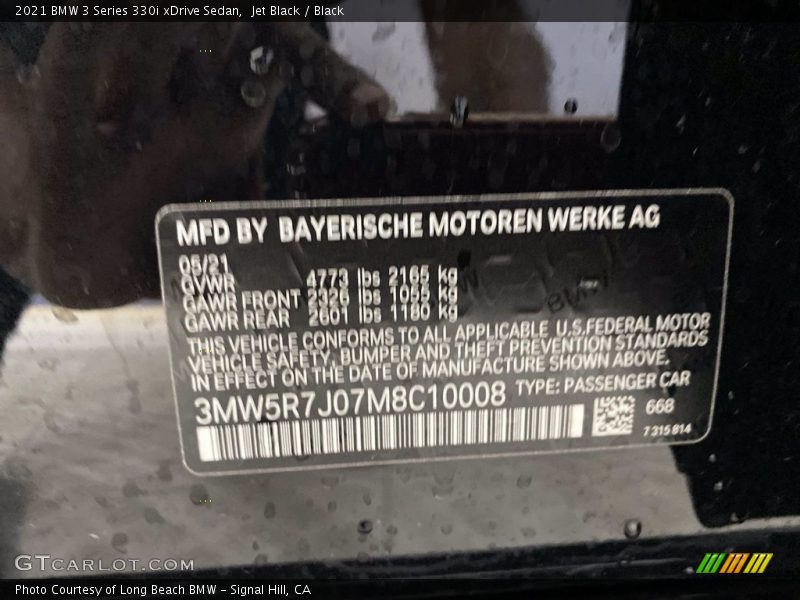 2021 BMW 3 Series 330i xDrive Sedan, Jet Black / Black
MFD BY BAYERISCHE MOTOREN WERKE AG
05/21
GVWR 4773 lbs 2165 kg
GAWR FRONT 2326 lbs 1055 kg
GAWR REAR 2601 lbs 1180 kg
THIS VEHICLE CONFORMS TO ALL APPLICABLE U.S.FEDERAL MOTOR
VEHICLE SAFETY, BUMPER AND THEFT PREVENTION STANDARDS
IN EFFECT ON THE DATE OF MANUFACTURE SHOWN ABOVE.
3MW5R7J07M8C10008 TYPE: PASSENGER CAR
668
7 315 814
GTCARLOT.COM
Photo Courtesy of Long Beach BMW - Signal Hill, CA